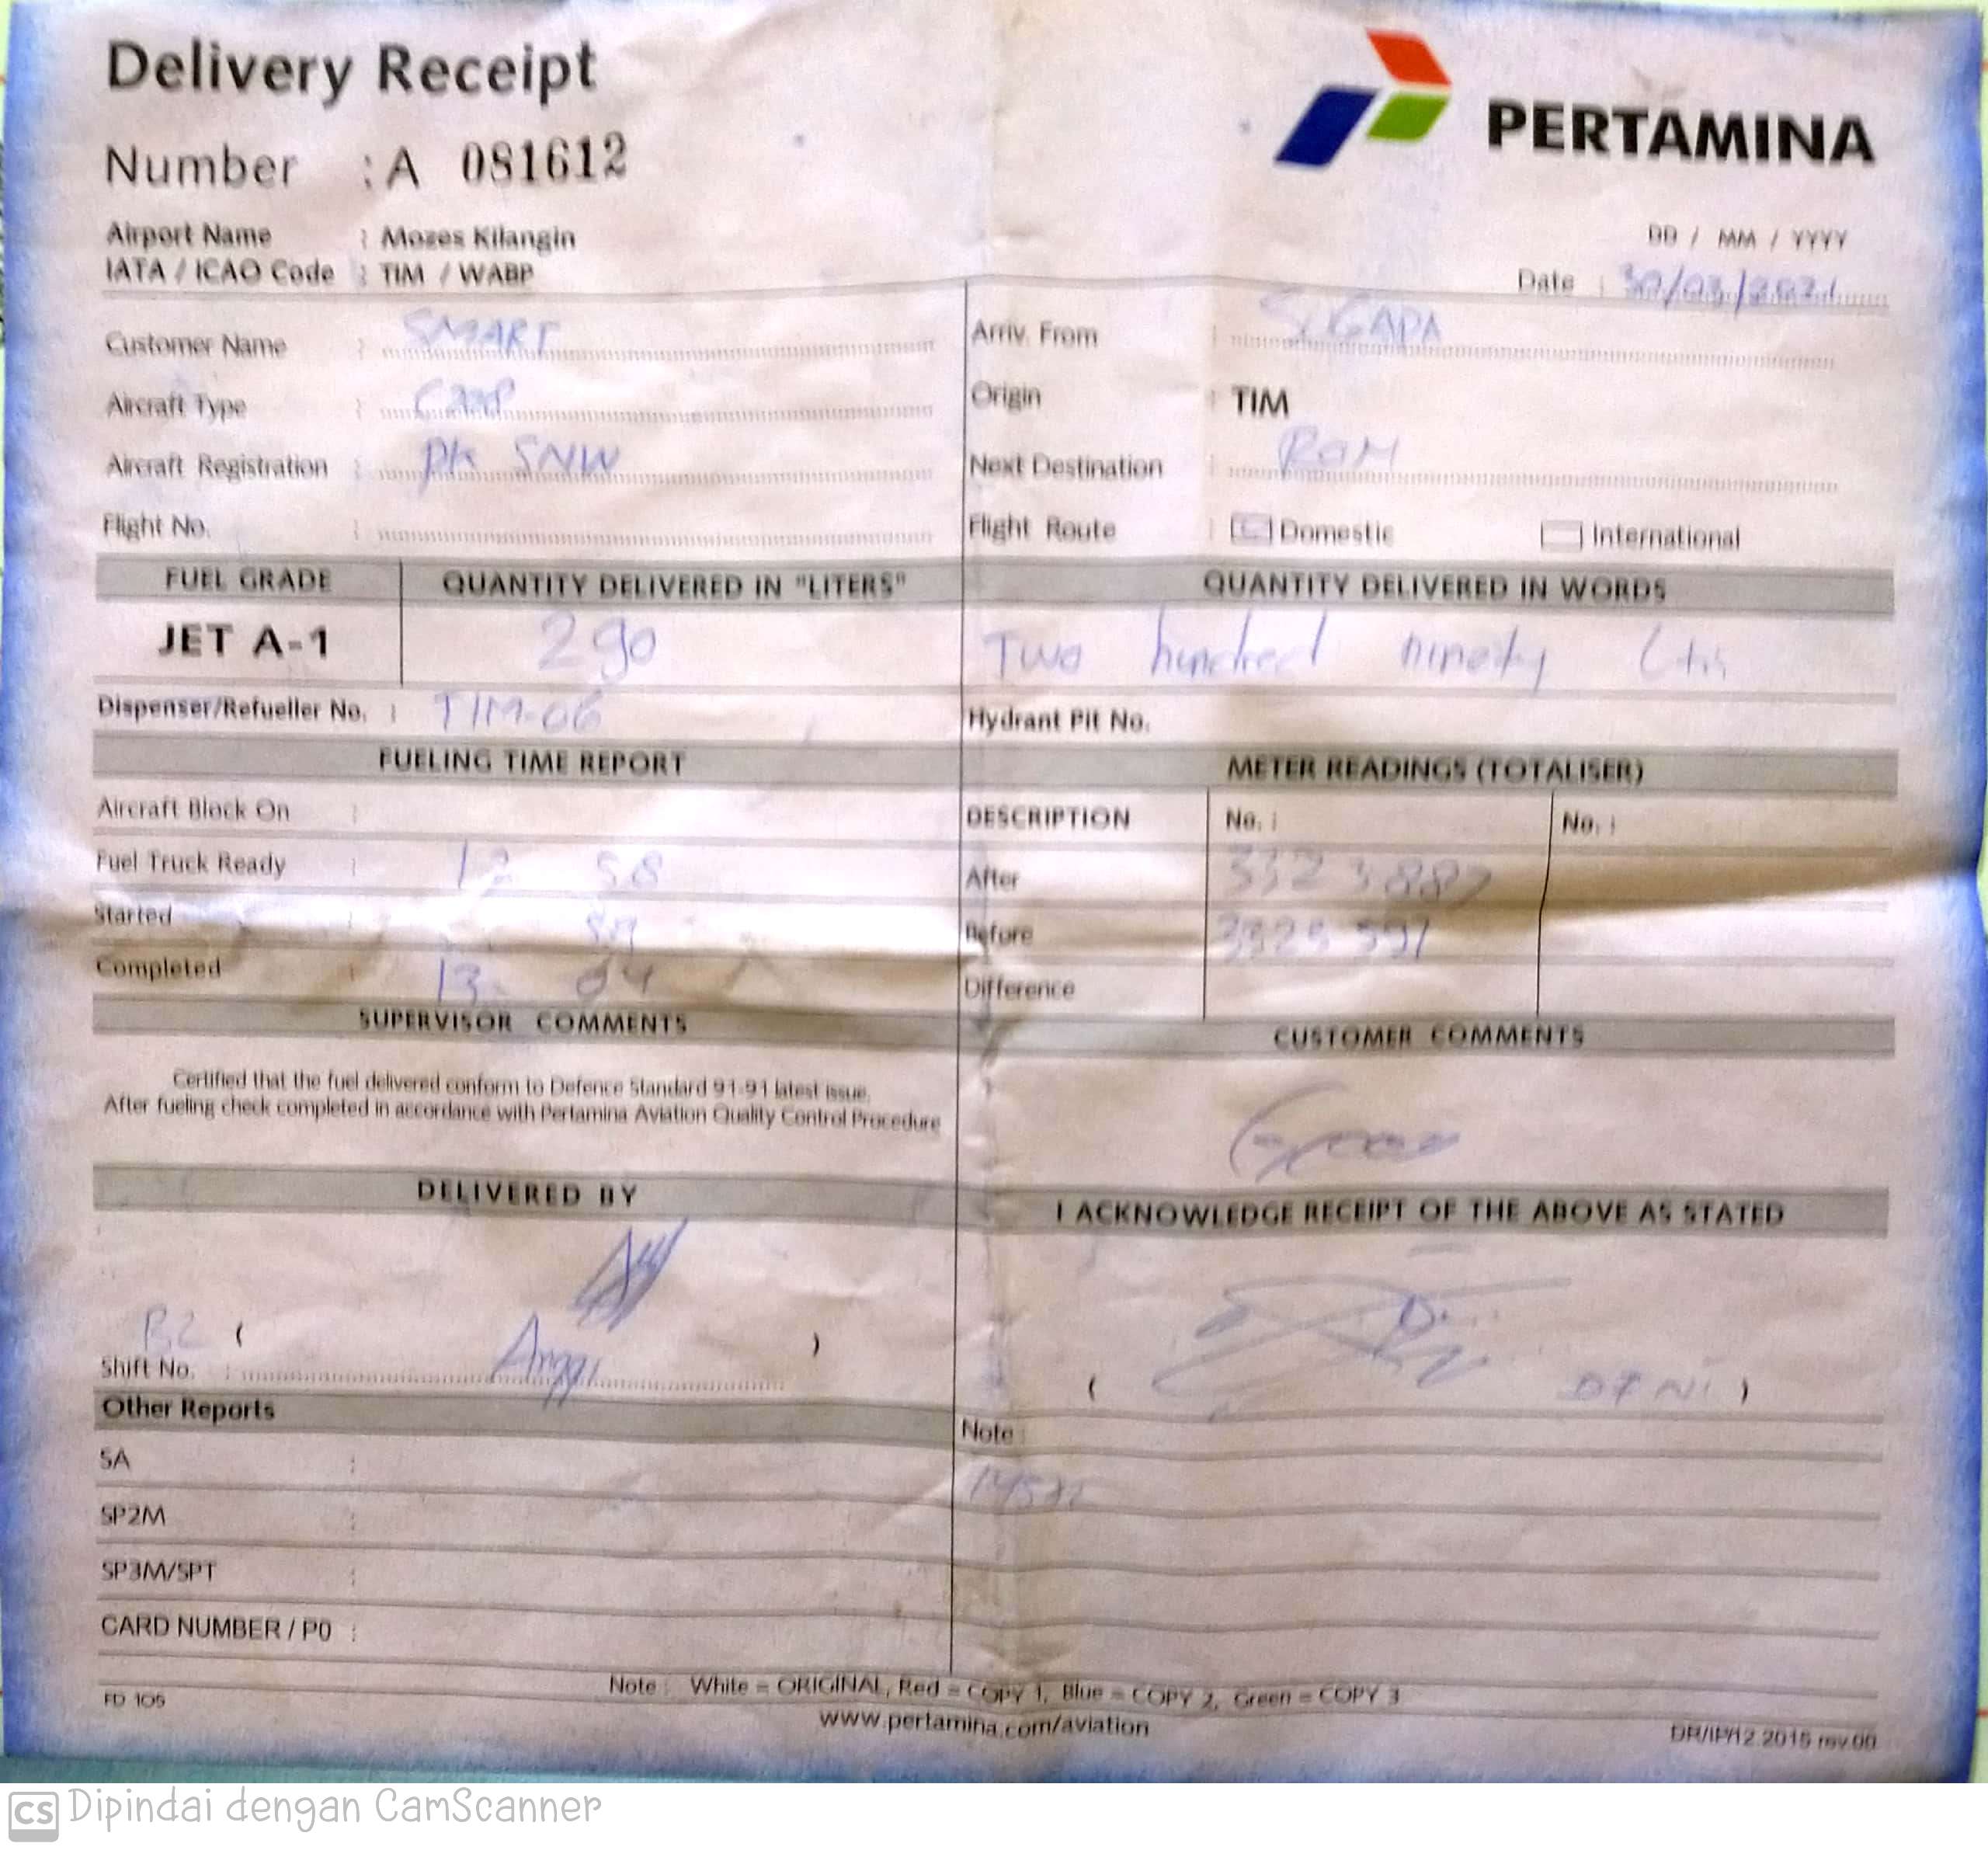 Delivery Receipt
PERTAMINA
Number : A 081612
Airport Name : Mozes Kilangin
IATA / ICAO Code : TIM / WABP
DD / MM / YYYY
Date : 30/03/2021
Customer Name : SMART
Arriv. From : SUGAPA
Aircraft Type :
Origin : TIM
Aircraft Registration : PK SNW
Next Destination :
Flight No. :
Flight Route : Domestic International
FUEL GRADE QUANTITY DELIVERED IN "LITERS" QUANTITY DELIVERED IN WORDS
JET A-1 290 Two hundred ninety
Dispenser/Refueller No. : TIM-06 Hydrant Pit No.
FUELING TIME REPORT METER READINGS (TOTALISER)
Aircraft Block On : DESCRIPTION No. : No. :
Fuel Truck Ready : 12 58 After
Started 59 Before
Completed : 13 04 Difference
SUPERVISOR COMMENTS CUSTOMER COMMENTS
Certified that the fuel delivered conform to Defence Standard 91-91 latest issue.
After fueling check completed in accordance with Pertamina Aviation Quality Control Procedure
DELIVERED BY I ACKNOWLEDGE RECEIPT OF THE ABOVE AS STATED
( )
Shift No. : Anggi
( )
Other Reports Note :
SA :
SP2M :
SP3M/SPT :
CARD NUMBER / P0 :
Note : White = ORIGINAL, Red = COPY 1, Blue = COPY 2, Green = COPY 3
FD 105
www.pertamina.com/aviation
DR/IP/12.2015 rev.00
CS Dipindai dengan CamScanner